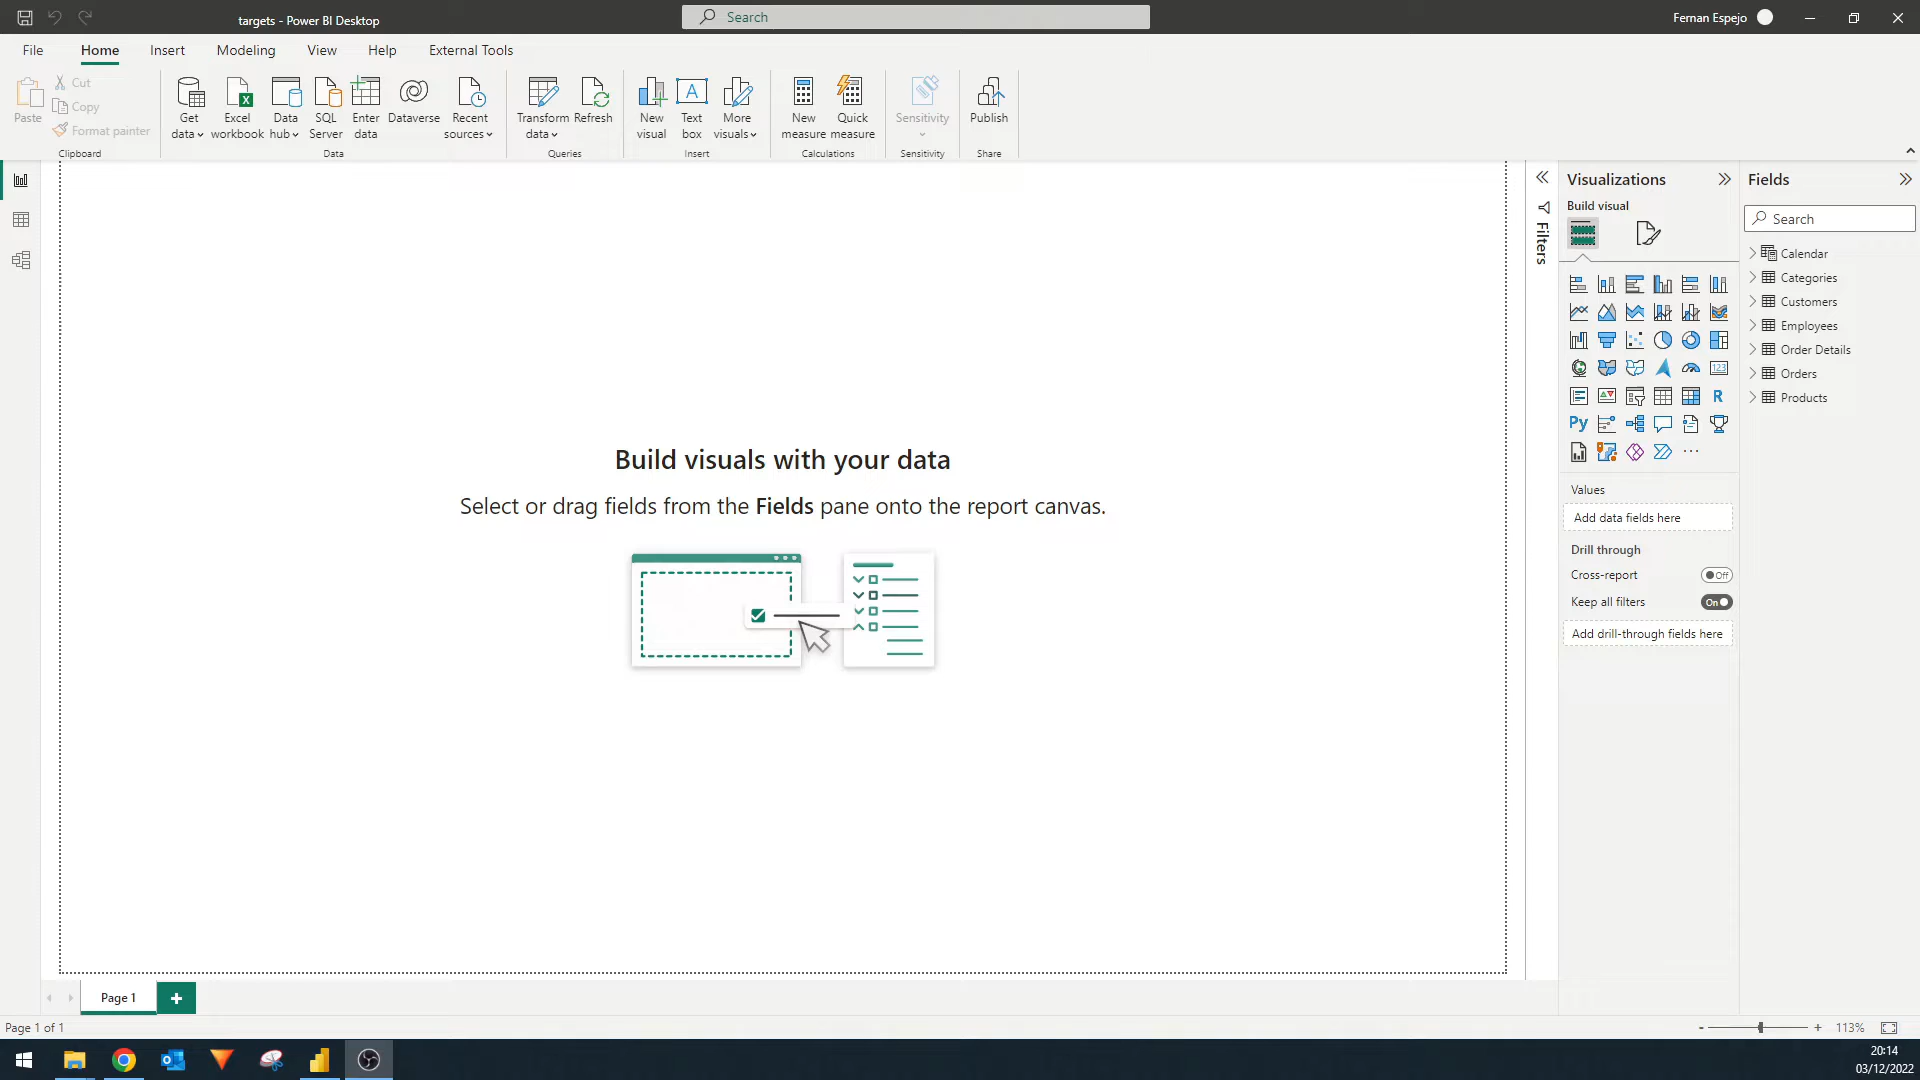 targets - Power BI Desktop
Search
Fernan Espejo
File
Home
Insert
Modeling
View
Help
External Tools
Paste
Cut
Copy
Format painter
Clipboard
Get data
Excel workbook
Data hub
SQL Server
Enter data
Dataverse
Recent sources
Data
Transform data
Refresh
Queries
New visual
Text box
More visuals
Insert
New measure
Quick measure
Calculations
Sensitivity
Sensitivity
Publish
Share
Build visuals with your data
Select or drag fields from the Fields pane onto the report canvas.
Filters
Visualizations
Build visual
123
R
Py
Values
Add data fields here
Drill through
Cross-report
Off
Keep all filters
On
Add drill-through fields here
Fields
Search
Calendar
Categories
Customers
Employees
Order Details
Orders
Products
Page 1
Page 1 of 1
- + 113%
20:14
03/12/2022